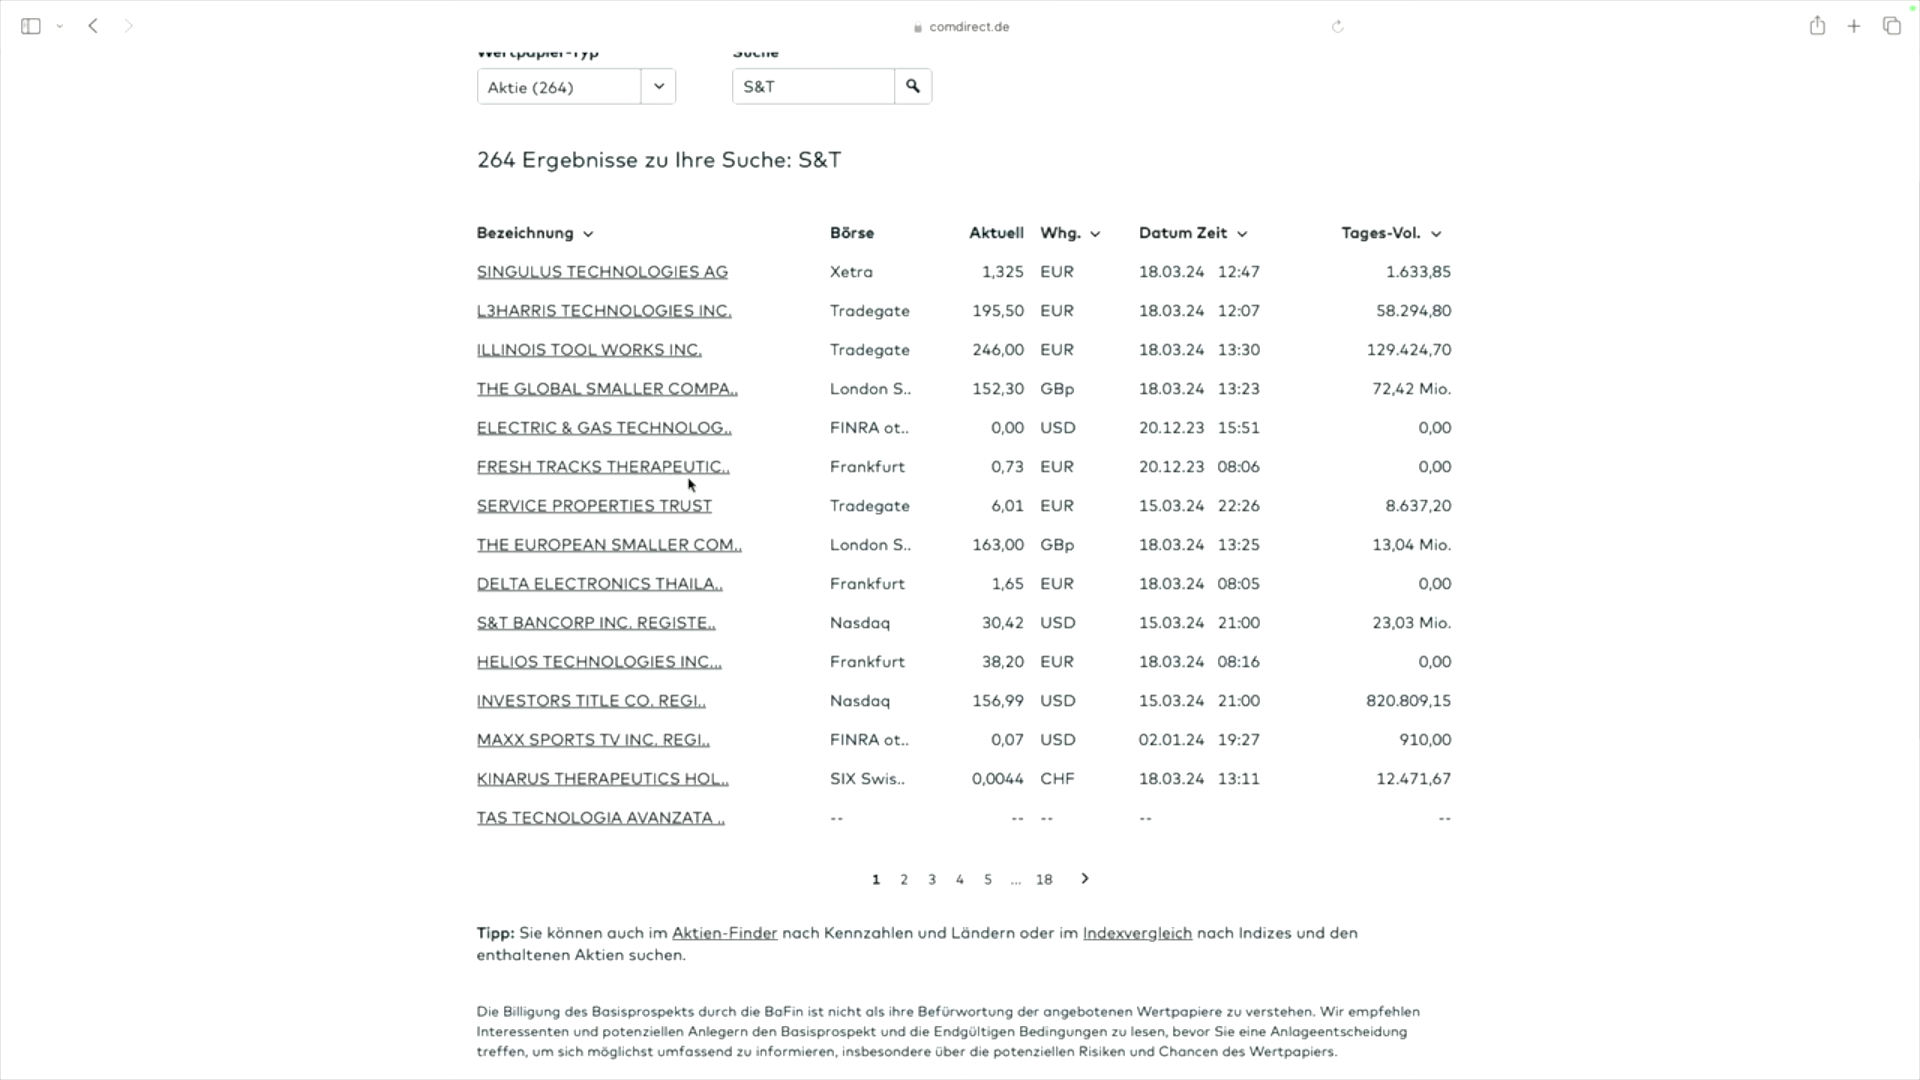 comdirect.de
Wertpapier-Typ Suche
Aktie (264) S&T
264 Ergebnisse zu Ihre Suche: S&T
Bezeichnung Börse Aktuell Whg. Datum Zeit Tages-Vol.
SINGULUS TECHNOLOGIES AG Xetra 1,325 EUR 18.03.24 12:47 1.633,85
L3HARRIS TECHNOLOGIES INC. Tradegate 195,50 EUR 18.03.24 12:07 58.294,80
ILLINOIS TOOL WORKS INC. Tradegate 246,00 EUR 18.03.24 13:30 129.424,70
THE GLOBAL SMALLER COMPA.. London S.. 152,30 GBp 18.03.24 13:23 72,42 Mio.
ELECTRIC & GAS TECHNOLOG.. FINRA ot.. 0,00 USD 20.12.23 15:51 0,00
FRESH TRACKS THERAPEUTIC.. Frankfurt 0,73 EUR 20.12.23 08:06 0,00
SERVICE PROPERTIES TRUST Tradegate 6,01 EUR 15.03.24 22:26 8.637,20
THE EUROPEAN SMALLER COM.. London S.. 163,00 GBp 18.03.24 13:25 13,04 Mio.
DELTA ELECTRONICS THAILA.. Frankfurt 1,65 EUR 18.03.24 08:05 0,00
S&T BANCORP INC. REGISTE.. Nasdaq 30,42 USD 15.03.24 21:00 23,03 Mio.
HELIOS TECHNOLOGIES INC... Frankfurt 38,20 EUR 18.03.24 08:16 0,00
INVESTORS TITLE CO. REGI.. Nasdaq 156,99 USD 15.03.24 21:00 820.809,15
MAXX SPORTS TV INC. REGI.. FINRA ot.. 0,07 USD 02.01.24 19:27 910,00
KINARUS THERAPEUTICS HOL.. SIX Swis.. 0,0044 CHF 18.03.24 13:11 12.471,67
TAS TECNOLOGIA AVANZATA .. -- -- -- -- --
1 2 3 4 5 ... 18
Tipp: Sie können auch im Aktien-Finder nach Kennzahlen und Ländern oder im Indexvergleich nach Indizes und den
enthaltenen Aktien suchen.
Die Billigung des Basisprospekts durch die BaFin ist nicht als ihre Befürwortung der angebotenen Wertpapiere zu verstehen. Wir empfehlen
Interessenten und potenziellen Anlegern den Basisprospekt und die Endgültigen Bedingungen zu lesen, bevor Sie eine Anlageentscheidung
treffen, um sich möglichst umfassend zu informieren, insbesondere über die potenziellen Risiken und Chancen des Wertpapiers.